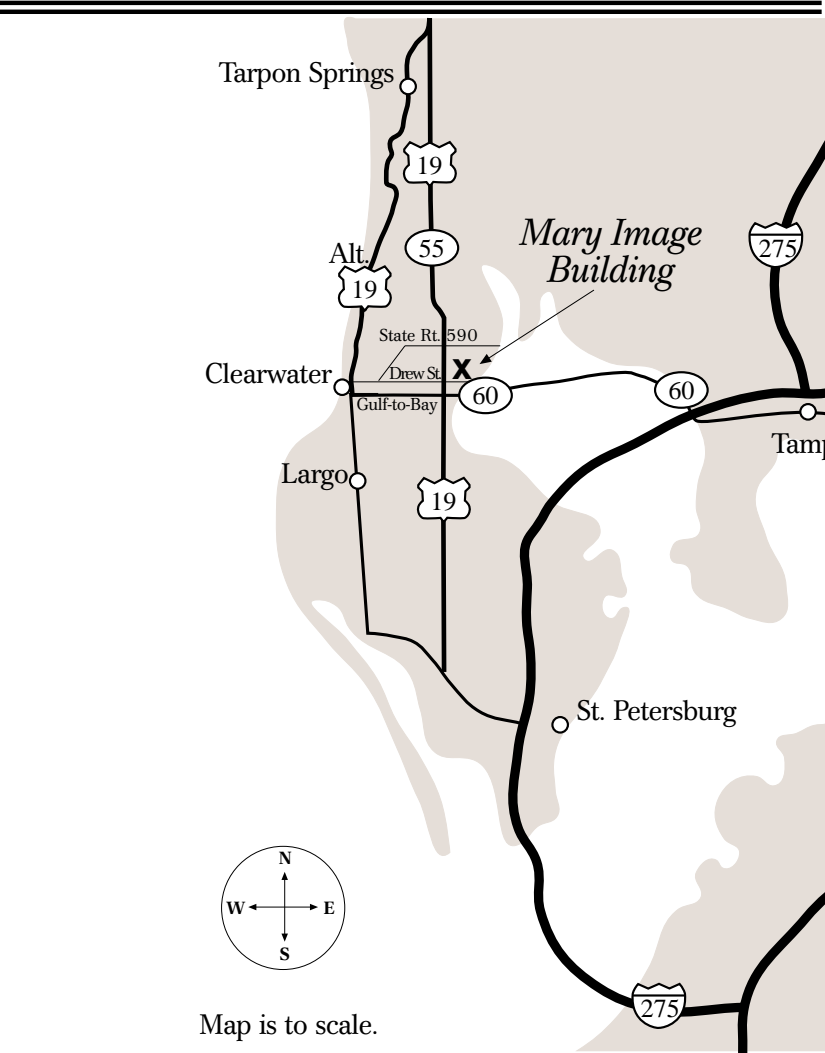 Tarpon Springs
19
55
Mary Image
Building
275
Alt.
19
State Rt. 590
Drew St.
X
Clearwater
60
60
Gulf-to-Bay
Tamp
Largo
19
St. Petersburg
N
W E
S
275
Map is to scale.